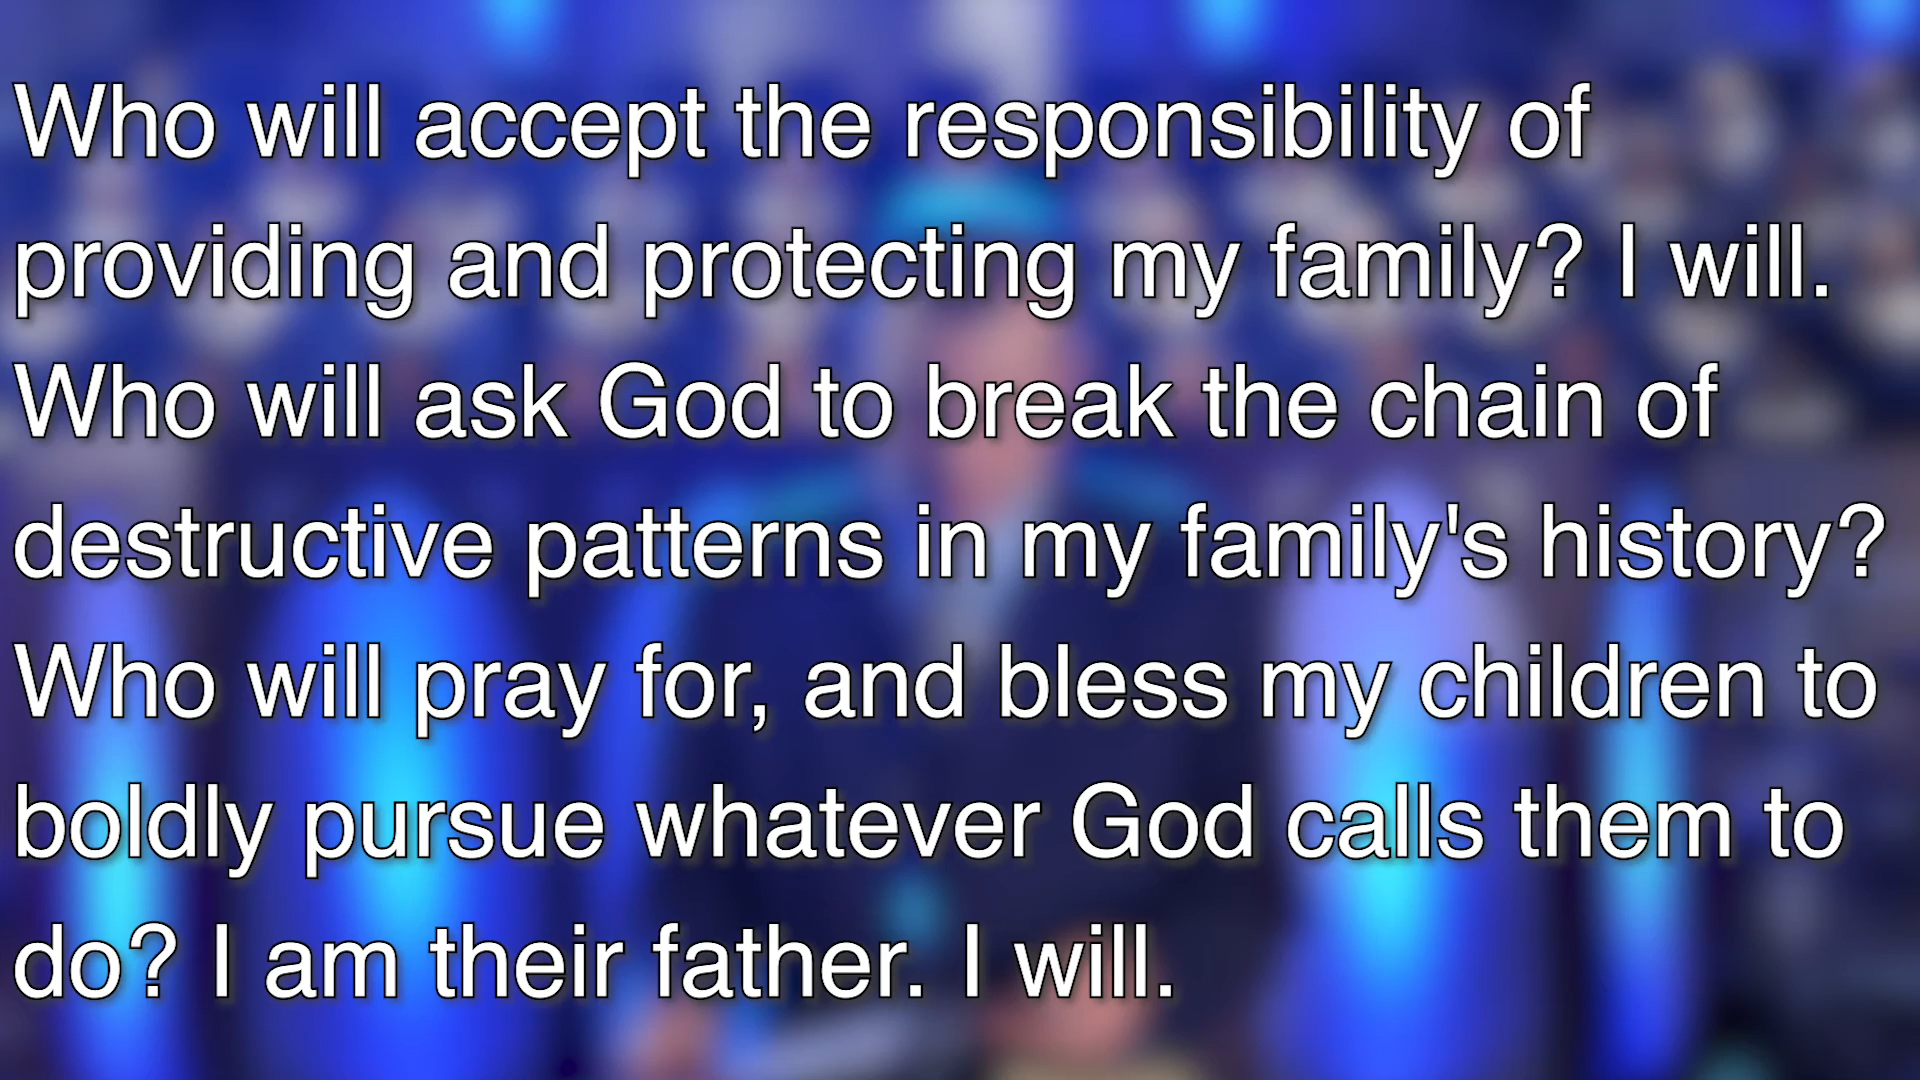 Who will accept the responsibility of
providing and protecting my family? I will.
Who will ask God to break the chain of
destructive patterns in my family's history?
Who will pray for, and bless my children to
boldly pursue whatever God calls them to
do? I am their father. I will.